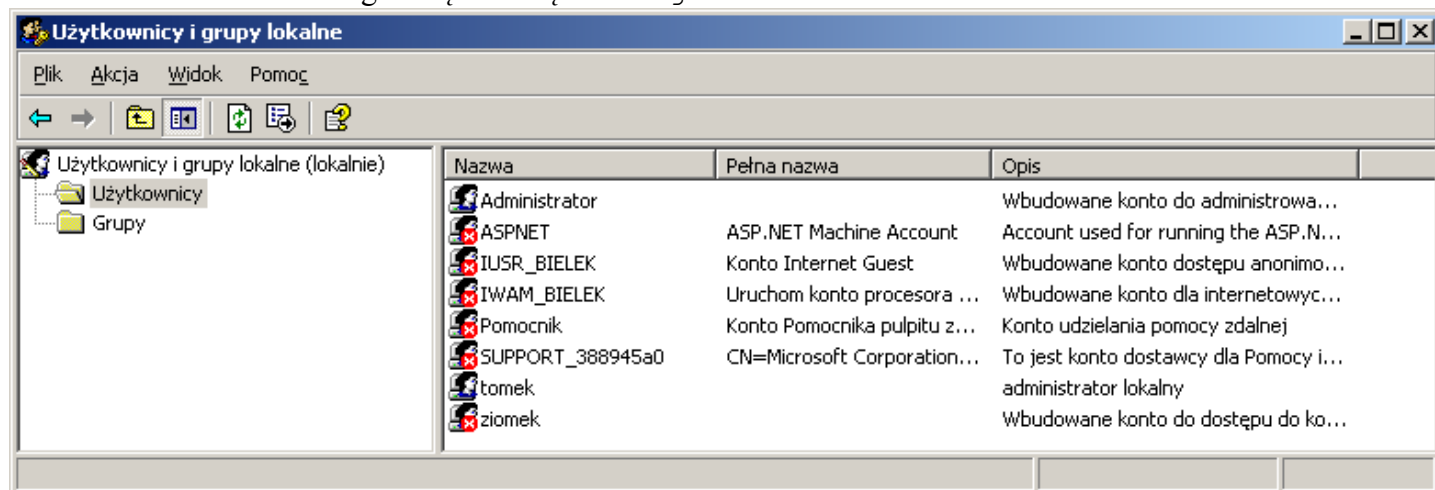 Użytkownicy i grupy lokalne
Plik Akcja Widok Pomoc
Użytkownicy i grupy lokalne (lokalnie)
Użytkownicy
Grupy
Nazwa Pełna nazwa Opis
Administrator Wbudowane konto do administrowa...
ASPNET ASP.NET Machine Account Account used for running the ASP.N...
IUSR_BIELEK Konto Internet Guest Wbudowane konto dostępu anonimo...
IWAM_BIELEK Uruchom konto procesora ... Wbudowane konto dla internetowyc...
Pomocnik Konto Pomocnika pulpitu z... Konto udzielania pomocy zdalnej
SUPPORT_388945a0 CN=Microsoft Corporation... To jest konto dostawcy dla Pomocy i...
tomek administrator lokalny
ziomek Wbudowane konto do dostępu do ko...